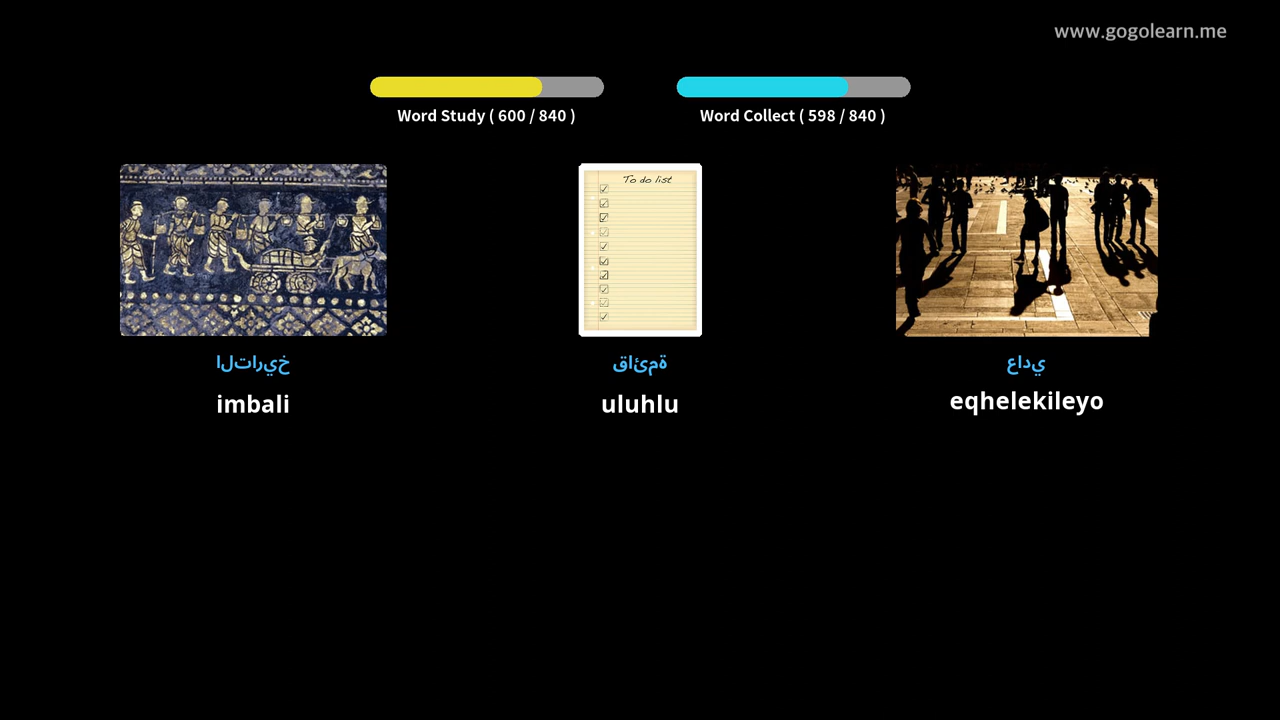 www.gogolearn.me
Word Study ( 600 / 840 )
Word Collect ( 598 / 840 )
To do list
التاريخ
imbali
قائمة
uluhlu
عادي
eqhelekileyo